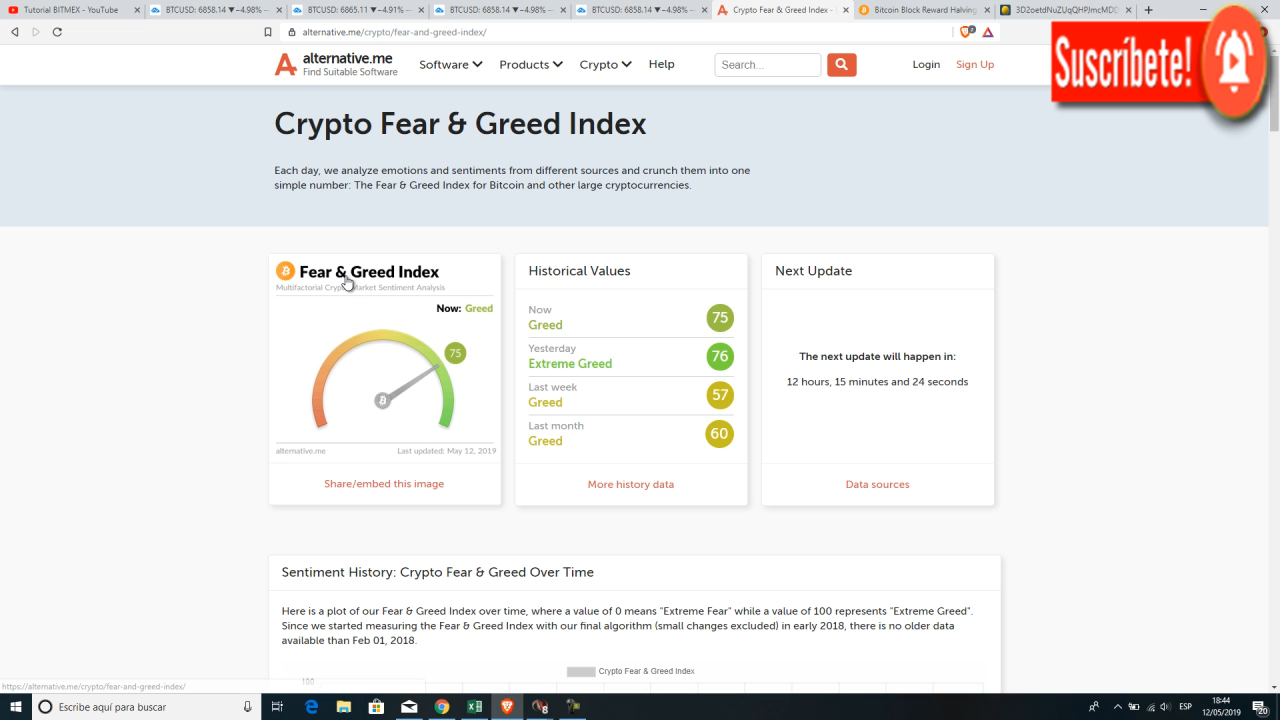 Tutorial BITMEX - YouTube
BTCUSD: 6858.14 ▼−4.98% −
BTCUSD: 6865.11 ▼−4.91%
BTCUSD: 6858.14 ▼−4.98% −
BTCUSD: 6858.14 ▼−4.98% −
Crypto Fear & Greed Index -
Bitcoin Block Reward Halving
alternative.me/crypto/fear-and-greed-index/
Suscríbete!
alternative.me
Find Suitable Software
Software
Products
Crypto
Help
Search...
Login
Sign Up
Crypto Fear & Greed Index
Each day, we analyze emotions and sentiments from different sources and crunch them into one
simple number: The Fear & Greed Index for Bitcoin and other large cryptocurrencies.
Fear & Greed Index
Multifactorial Crypto Market Sentiment Analysis
Now: Greed
75
alternative.me
Last updated: May 12, 2019
Share/embed this image
Historical Values
Now
Greed
75
Yesterday
Extreme Greed
76
Last week
Greed
57
Last month
Greed
60
More history data
Next Update
The next update will happen in:
12 hours, 15 minutes and 24 seconds
Data sources
Sentiment History: Crypto Fear & Greed Over Time
Here is a plot of our Fear & Greed Index over time, where a value of 0 means "Extreme Fear" while a value of 100 represents "Extreme Greed".
Since we started measuring the Fear & Greed Index with our final algorithm (small changes excluded) in early 2018, there is no older data
available than Feb 01, 2018.
Crypto Fear & Greed Index
100
https://alternative.me/crypto/fear-and-greed-index/
Escribe aquí para buscar
ESP
18:44
12/05/2019
20